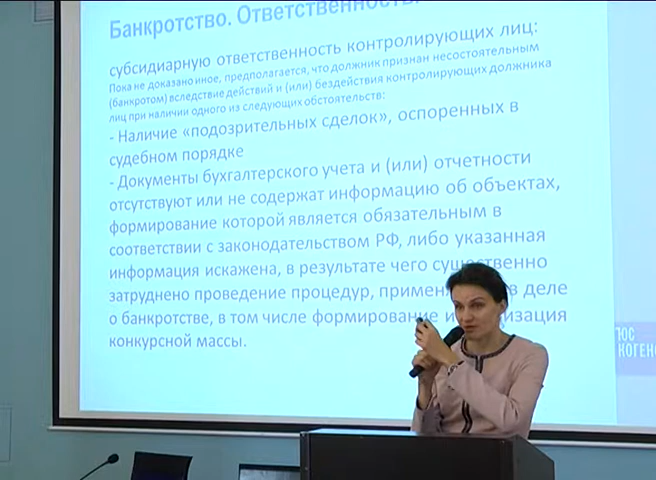 Банкротство. Ответственность.
субсидиарную ответственность контролирующих лиц:
Пока не доказано иное, предполагается, что должник признан несостоятельным
(банкротом) вследствие действий и (или) бездействия контролирующих должника
лиц при наличии одного из следующих обстоятельств:
- Наличие «подозрительных сделок», оспоренных в
судебном порядке
- Документы бухгалтерского учета и (или) отчетности
отсутствуют или не содержат информацию об объектах,
формирование которой является обязательным в
соответствии с законодательством РФ, либо указанная
информация искажена, в результате чего существенно
затруднено проведение процедур, в деле
о банкротстве, в том числе формирование и
конкурсной массы.